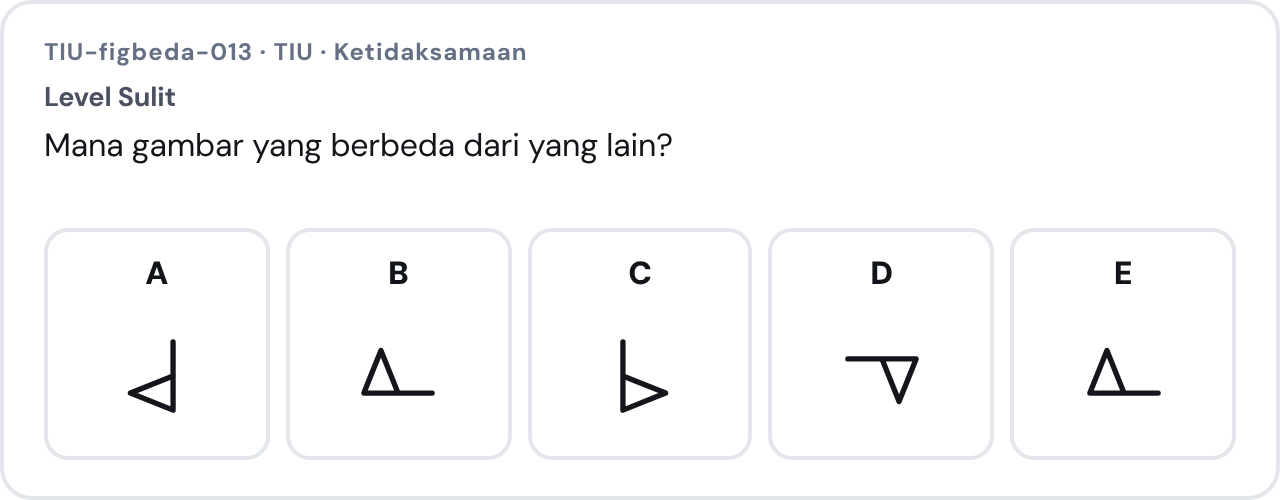 TIU-figbeda-013 · TIU · Ketidaksamaan
Level Sulit
Mana gambar yang berbeda dari yang lain?
A B C D E